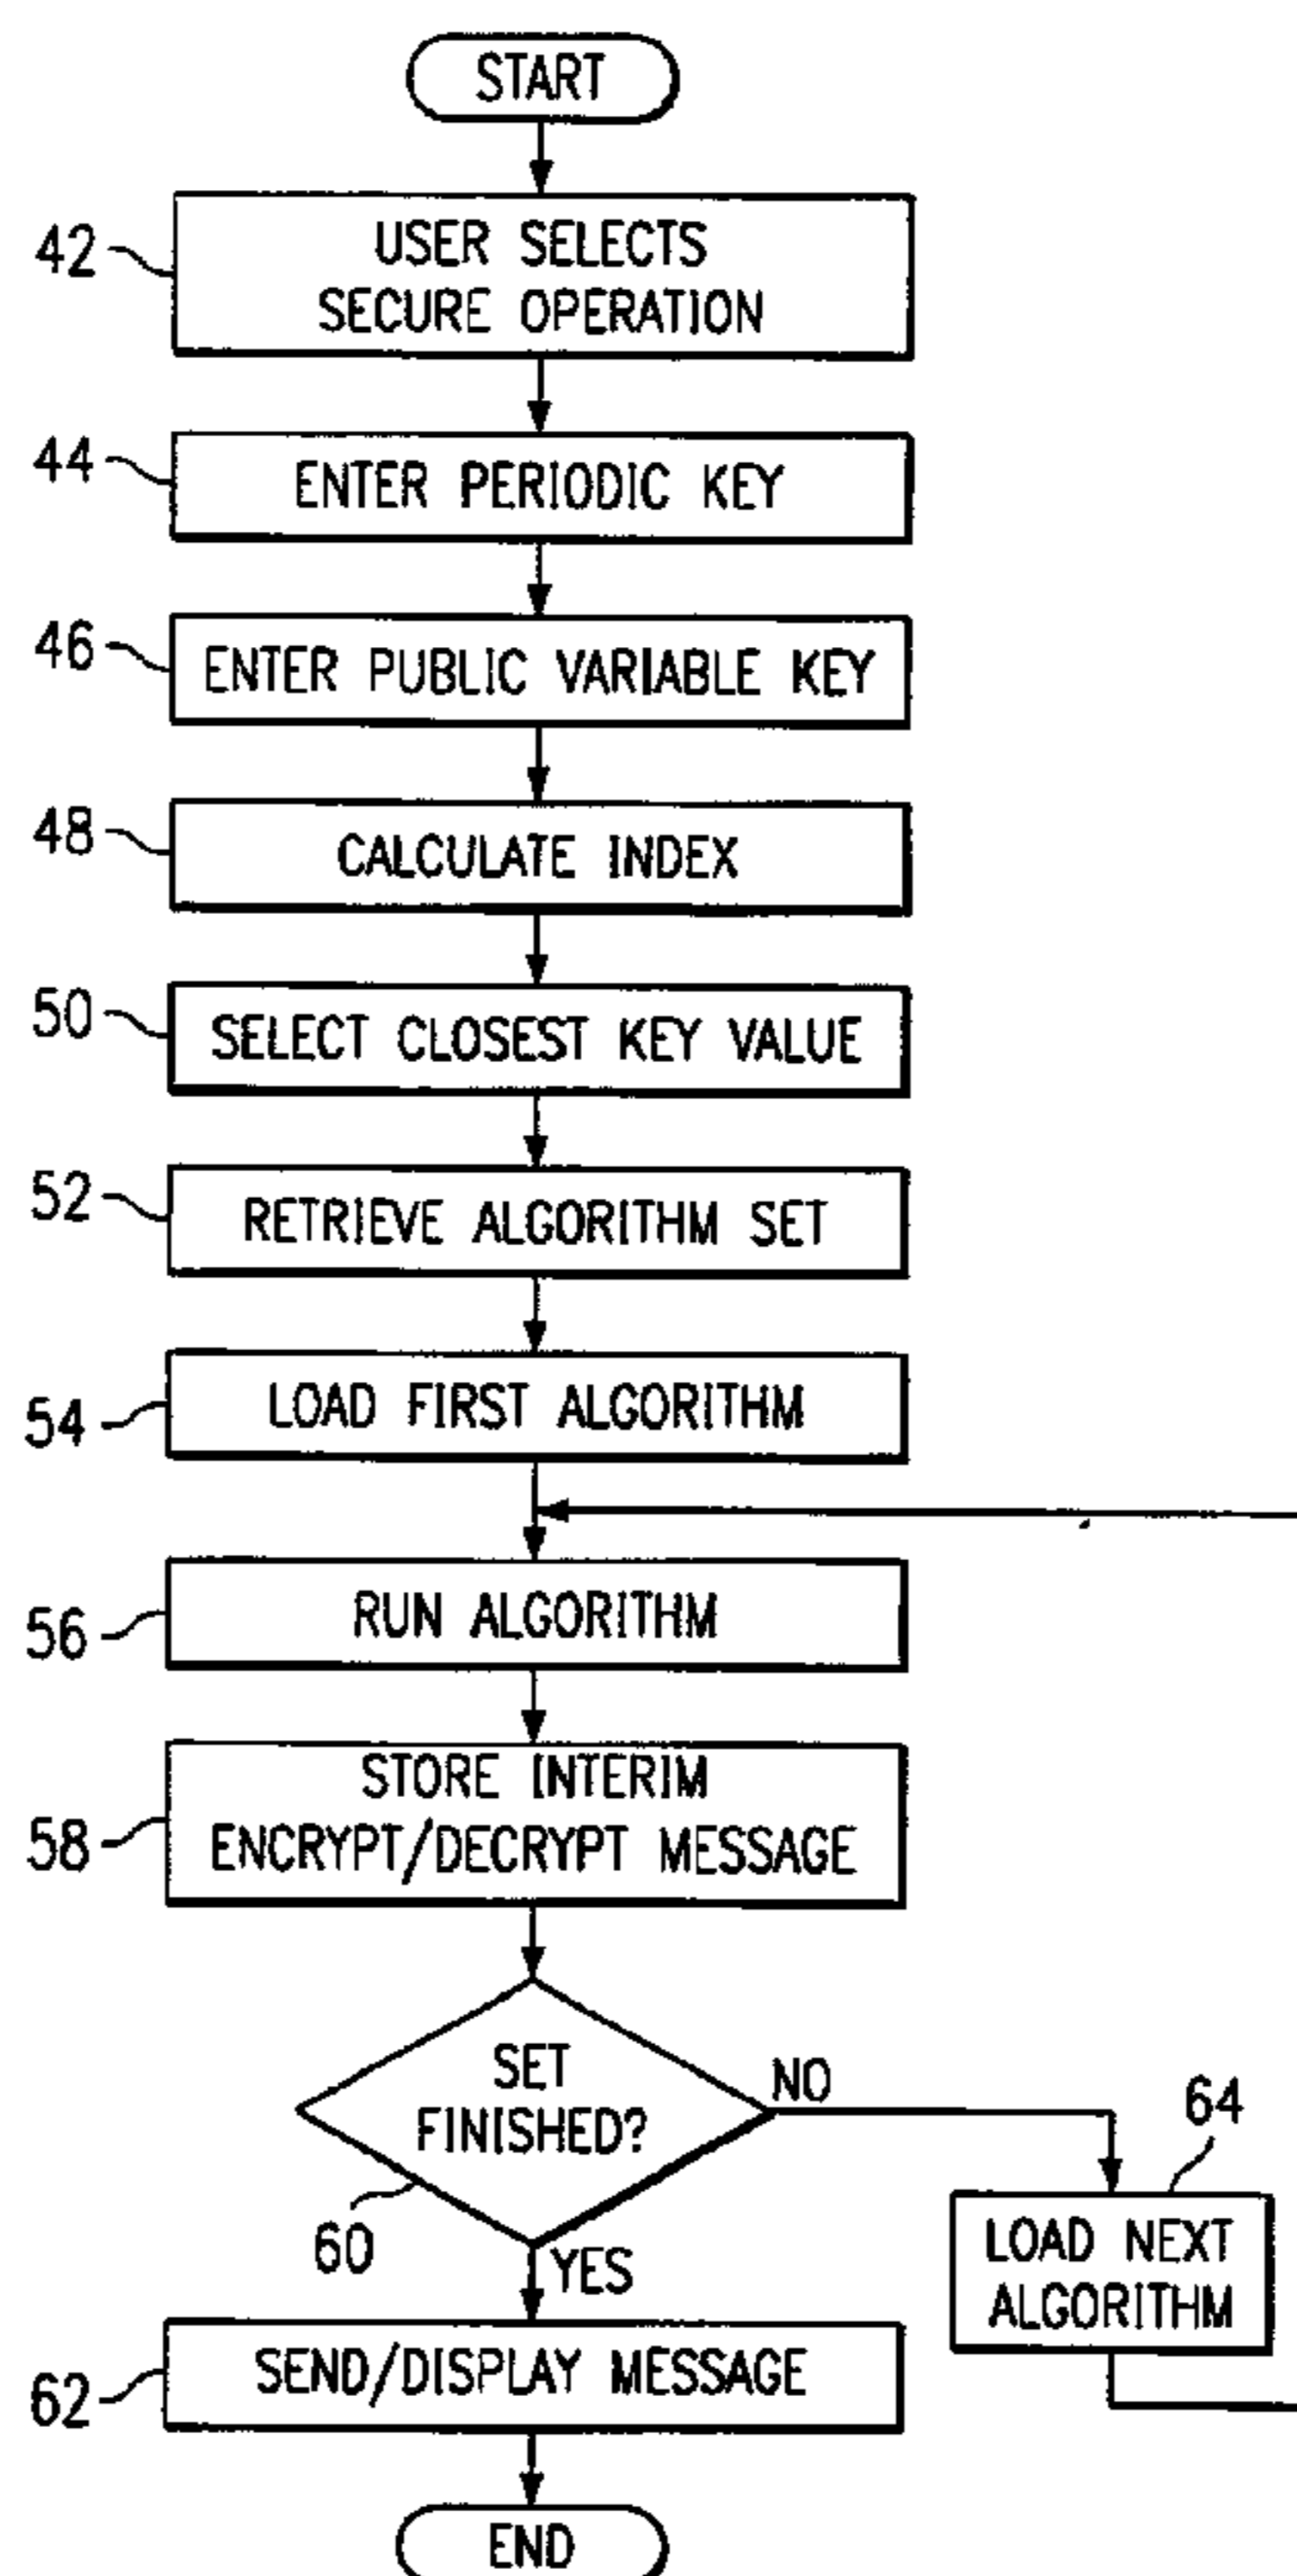 START
42
USER SELECTS
SECURE OPERATION
44
ENTER PERIODIC KEY
46
ENTER PUBLIC VARIABLE KEY
48
CALCULATE INDEX
50
SELECT CLOSEST KEY VALUE
52
RETRIEVE ALGORITHM SET
54
LOAD FIRST ALGORITHM
56
RUN ALGORITHM
58
STORE INTERIM
ENCRYPT/DECRYPT MESSAGE
SET
FINISHED?
NO
60
YES
64
LOAD NEXT
ALGORITHM
62
SEND/DISPLAY MESSAGE
END